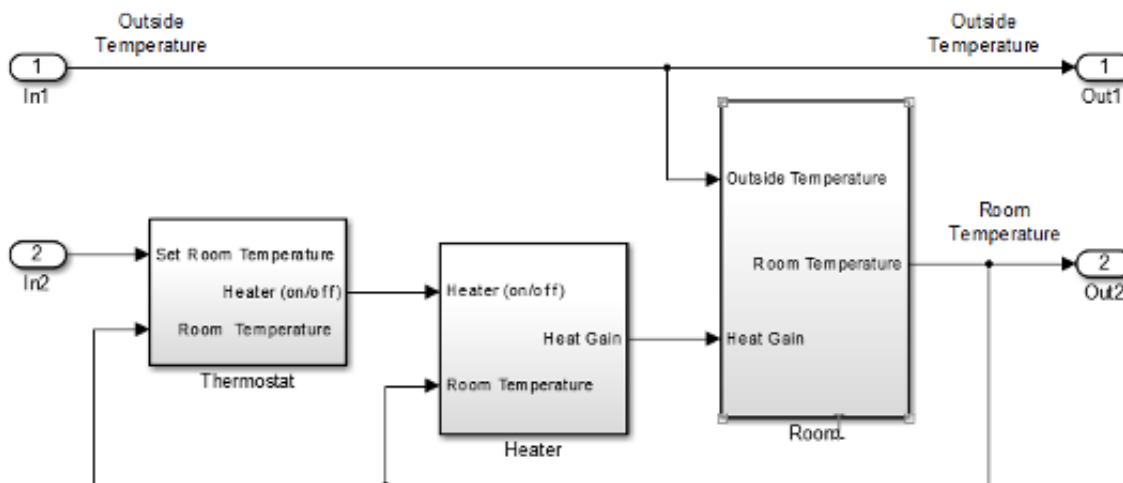 Outside
Temperature
Outside
Temperature
1
In1
1
Out1
Outside Temperature
Room
Temperature
2
In2
Set Room Temperature
Heater (on/off)
Room Temperature
Thermostat
Heater (on/off)
Heat Gain
Room Temperature
Heater
Room Temperature
Heat Gain
Room
2
Out2